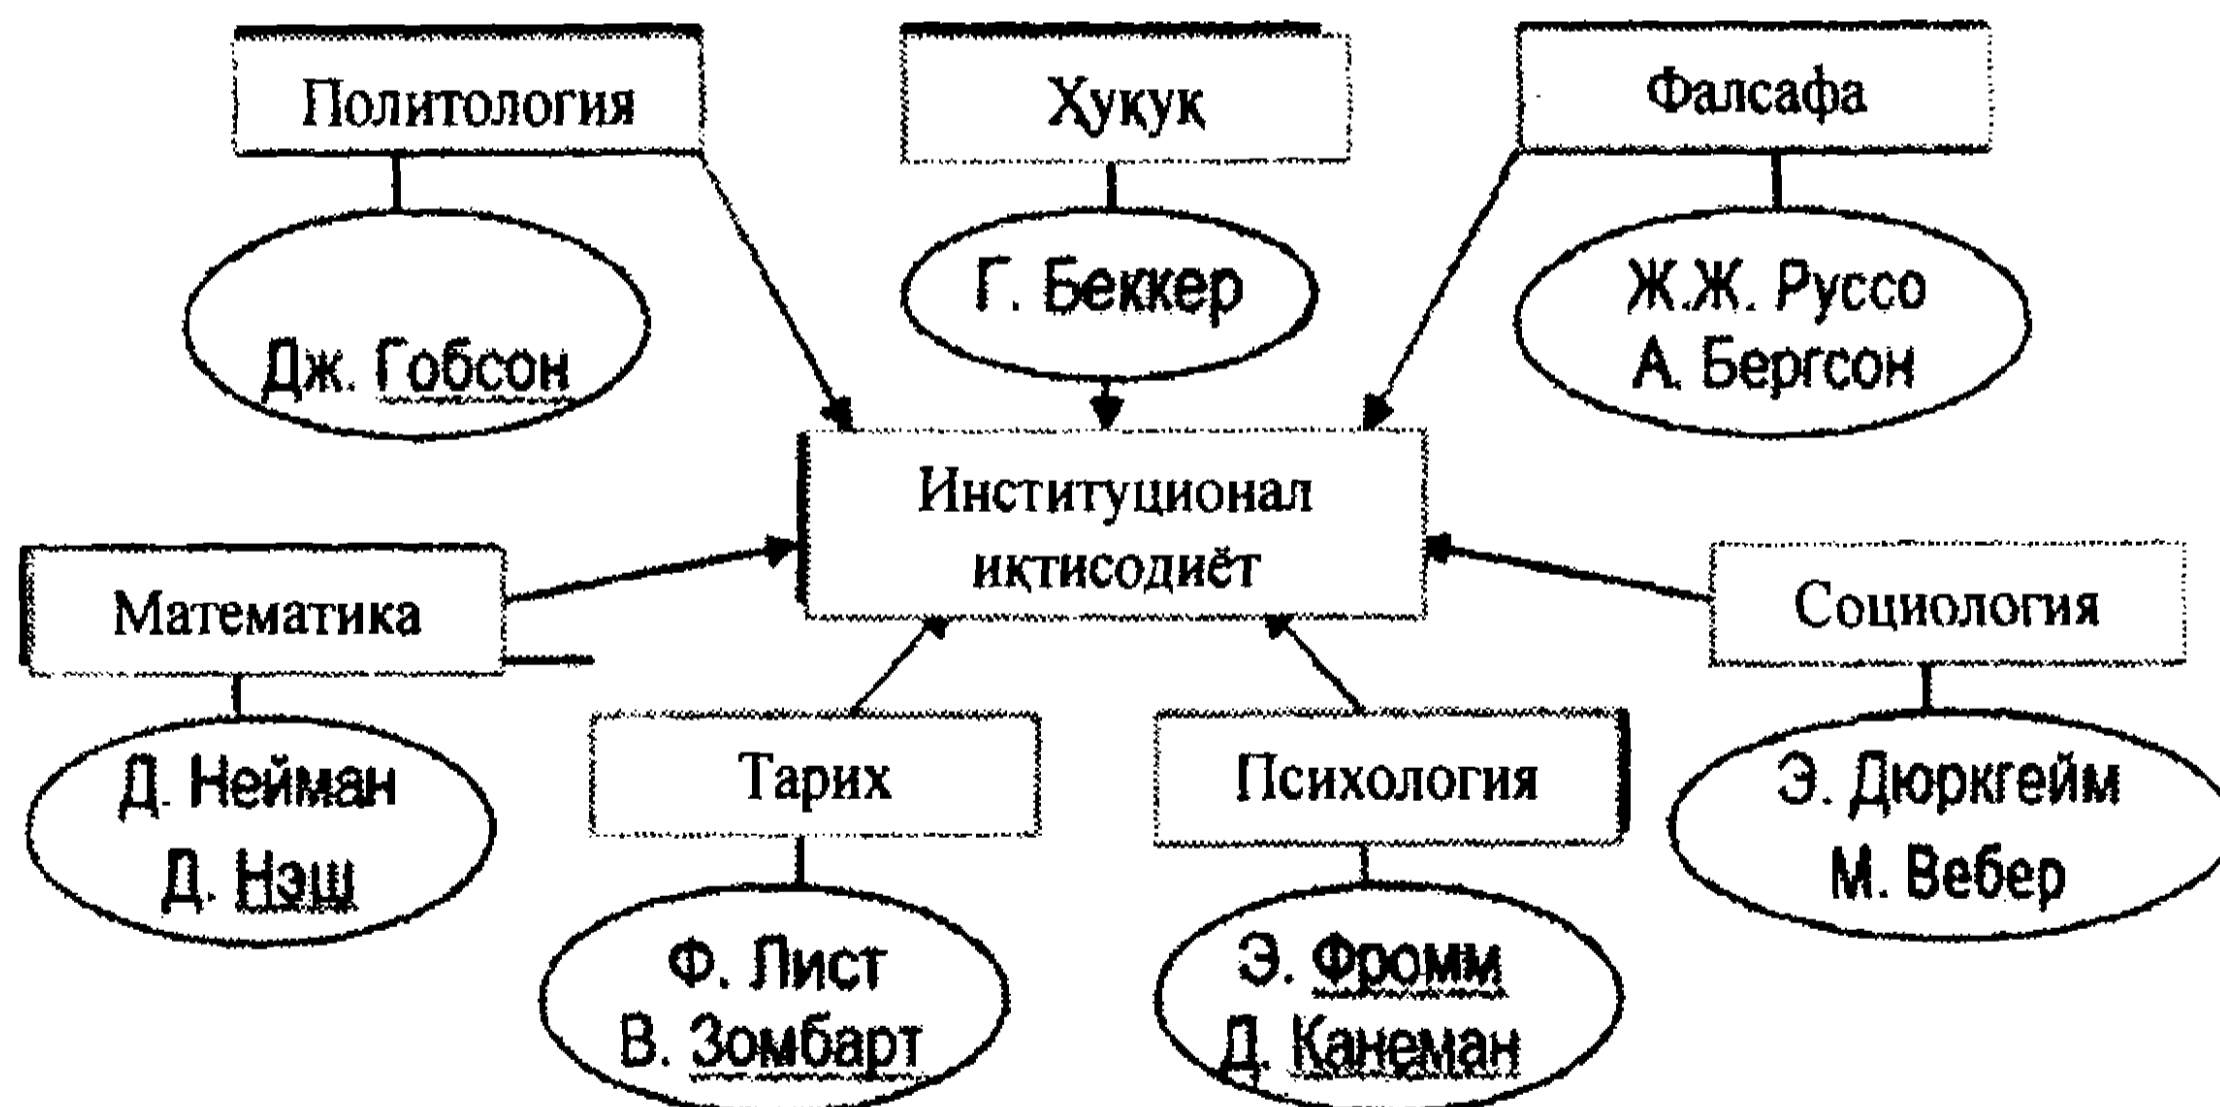 Политология
Ҳуқуқ
Фалсафа
Дж. Гобсон
Г. Беккер
Ж.Ж. Руссо
А. Бергсон
Институционал
иқтисодиёт
Математика
Социология
Д. Нейман
Д. Нэш
Тарих
Психология
Э. Дюркгейм
М. Вебер
Ф. Лист
В. Зомбарт
Э. Фромм
Д. Канеман